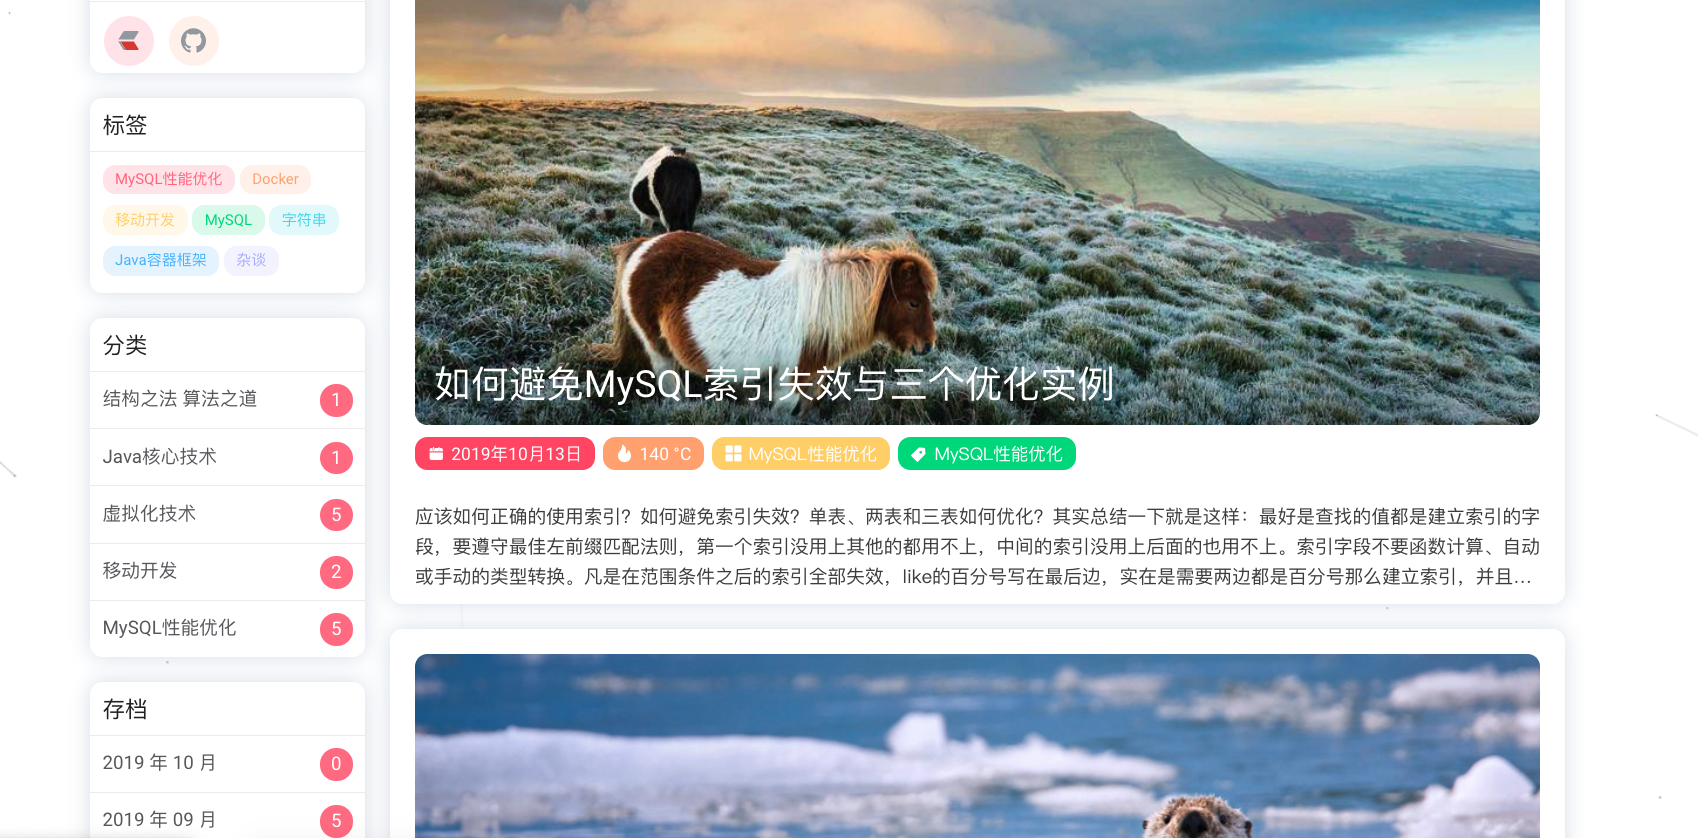 标签
MySQL性能优化 Docker
移动开发 MySQL 字符串
Java容器框架 杂谈
分类
结构之法 算法之道 1
Java核心技术 1
虚拟化技术 5
移动开发 2
MySQL性能优化 5
存档
2019 年 10 月 0
2019 年 09 月 5
如何避免MySQL索引失效与三个优化实例
2019年10月13日 140 °C MySQL性能优化 MySQL性能优化
应该如何正确的使用索引？如何避免索引失效？单表、两表和三表如何优化？其实总结一下就是这样：最好是查找的值都是建立索引的字
段，要遵守最佳左前缀匹配法则，第一个索引没用上其他的都用不上，中间的索引没用上后面的也用不上。索引字段不要函数计算、自动
或手动的类型转换。凡是在范围条件之后的索引全部失效，like的百分号写在最后边，实在是需要两边都是百分号那么建立索引，并且...